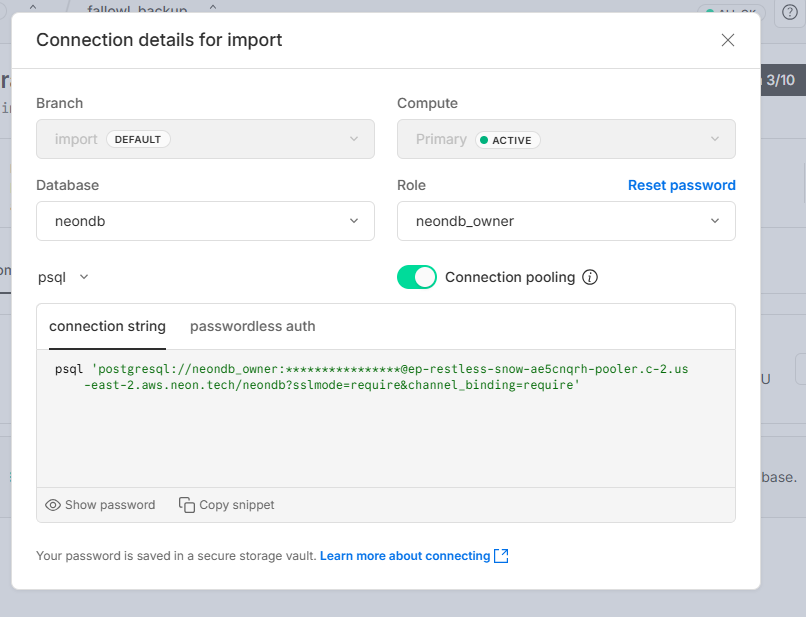 fallowl_backup
Connection details for import
3/10
Branch
Compute
import DEFAULT
Primary ACTIVE
Database
Role
Reset password
neondb
neondb_owner
psql
Connection pooling
connection string
passwordless auth
psql 'postgresql://neondb_owner:****************@ep-restless-snow-ae5cnqrh-pooler.c-2.us
-east-2.aws.neon.tech/neondb?sslmode=require&channel_binding=require'
U
base.
Show password
Copy snippet
Your password is saved in a secure storage vault. Learn more about connecting